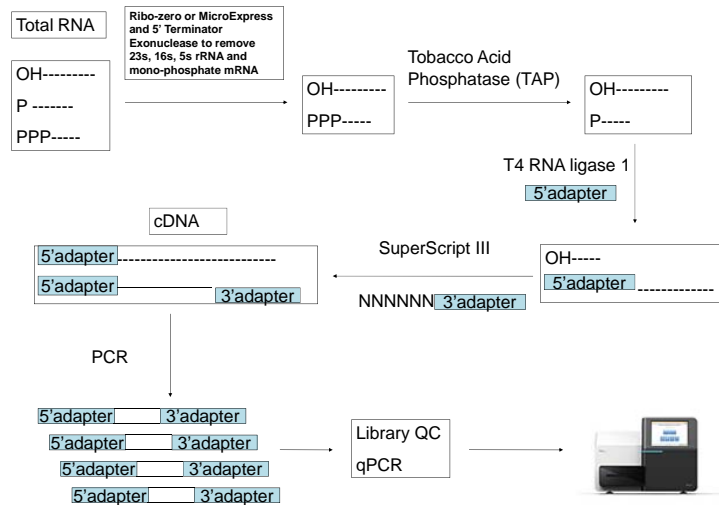 Total RNA
Ribo-zero or MicroExpress
and 5' Terminator
Exonuclease to remove
23s, 16s, 5s rRNA and
mono-phosphate mRNA
OH---------
P -------
PPP-----
OH---------
PPP-----
Tobacco Acid
Phosphatase (TAP)
OH---------
P-----
T4 RNA ligase 1
5'adapter
OH-----
5'adapter-------------
SuperScript III
NNNNNN3'adapter
cDNA
5'adapter---------------------------
5'adapter
3'adapter
PCR
5'adapter 3'adapter
5'adapter 3'adapter
5'adapter 3'adapter
5'adapter 3'adapter
Library QC
qPCR